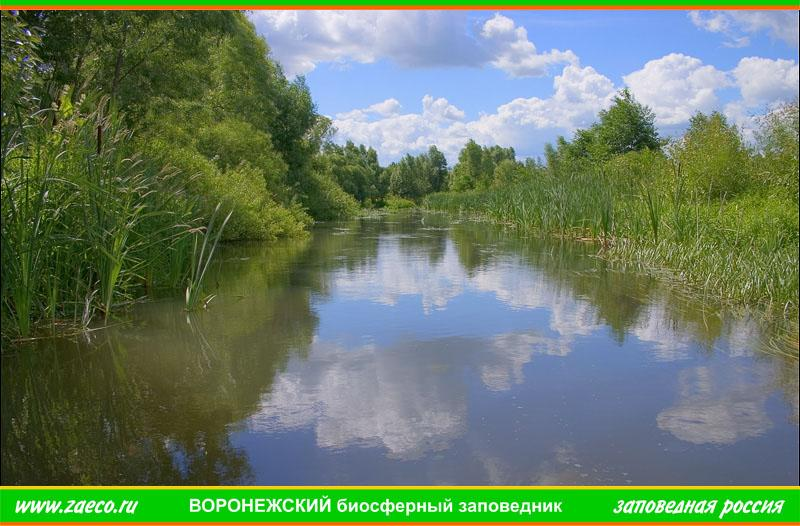 www.zaeco.ru ВОРОНЕЖСКИЙ биосферный заповедник заповедная россия